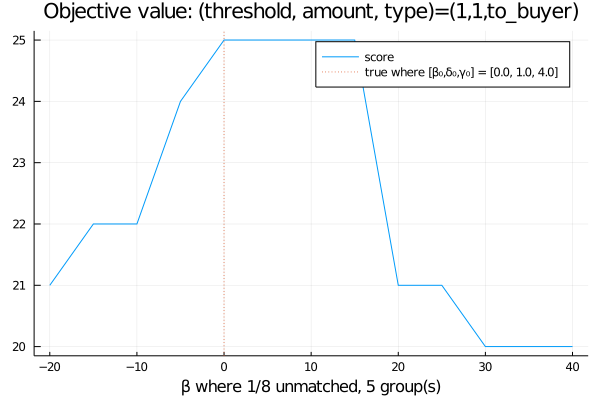 Objective value: (threshold, amount, type)=(1,1,to_buyer)
25
24
23
22
21
20
score
true where [β₀,δ₀,γ₀] = [0.0, 1.0, 4.0]
−20 −10 0 10 20 30 40
β where 1/8 unmatched, 5 group(s)